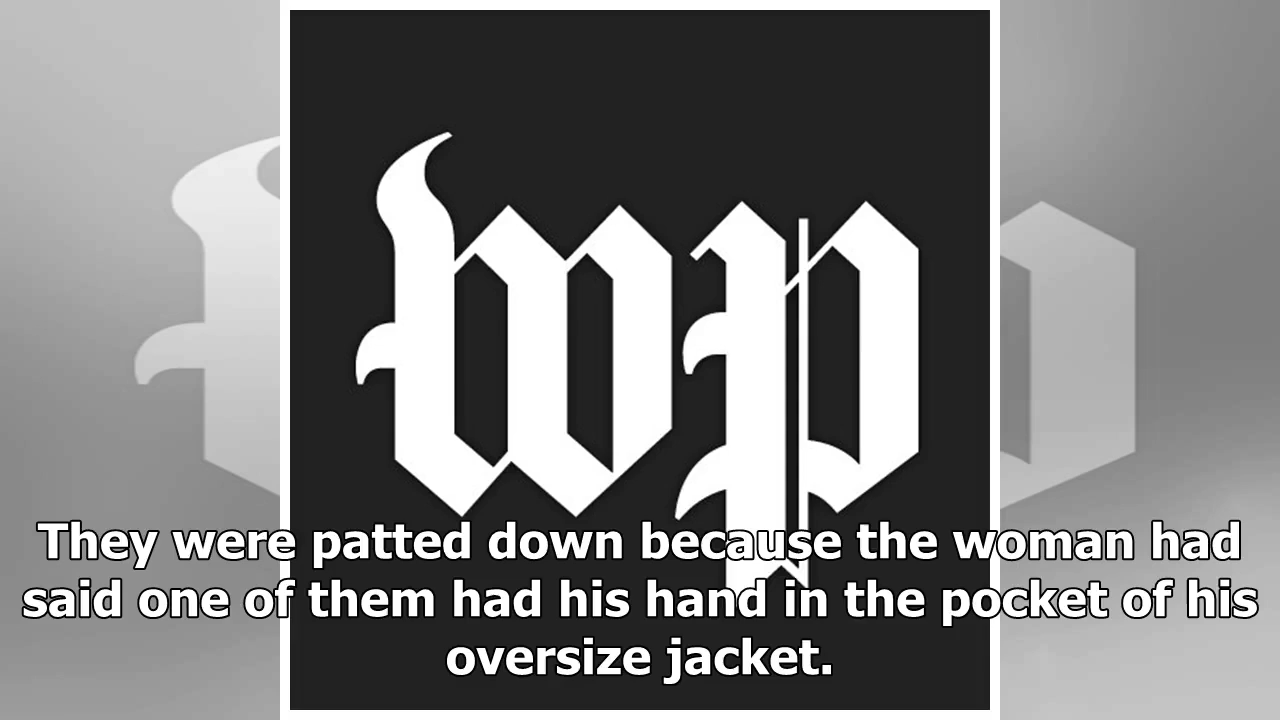 wp
They were patted down because the woman had
said one of them had his hand in the pocket of his
oversize jacket.